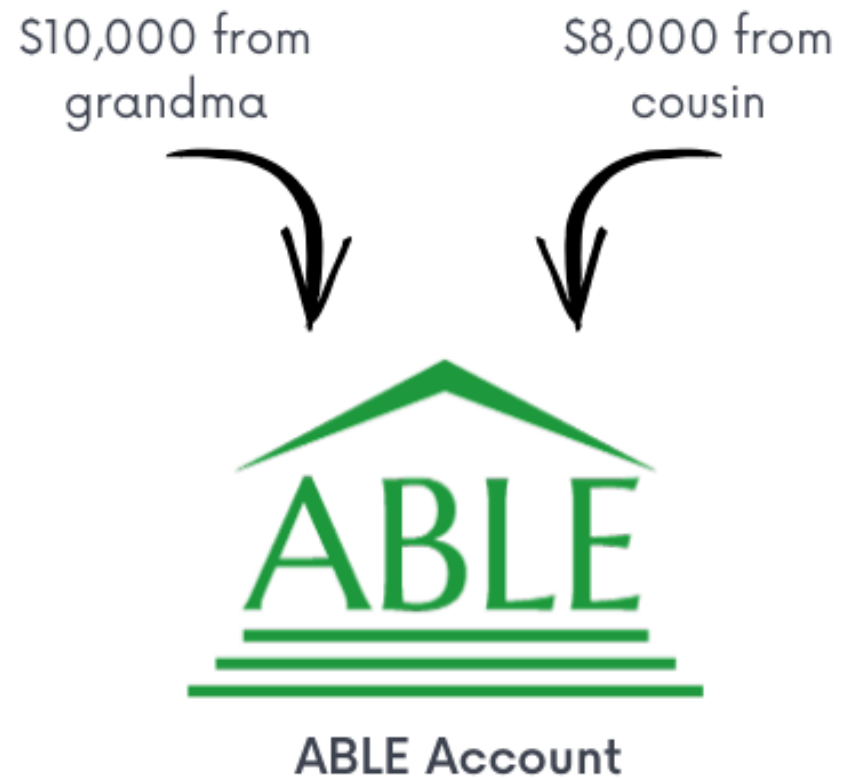 $10,000 from
grandma
$8,000 from
cousin
ABLE
ABLE Account